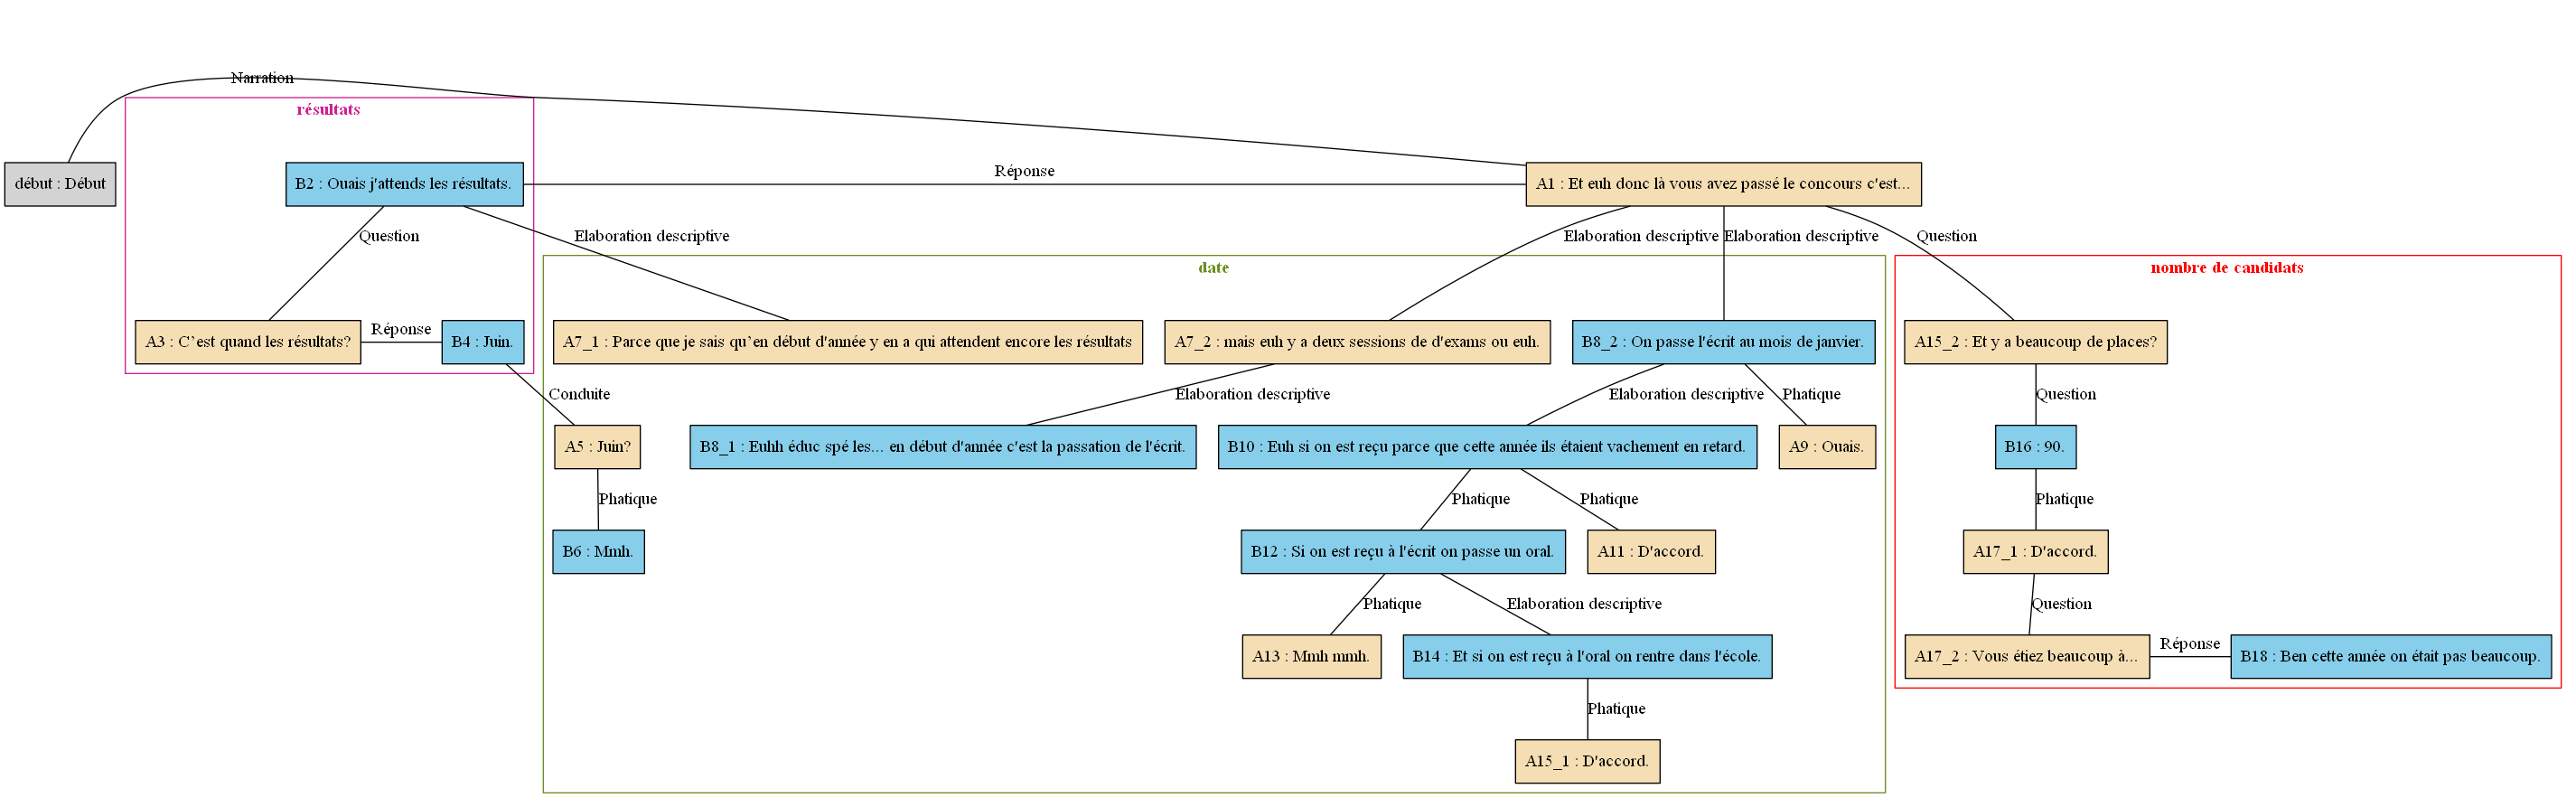 Narration
résultats
début : Début
B2 : Ouais j'attends les résultats.
Réponse
A1 : Et euh donc là vous avez passé le concours c'est...
Question
Elaboration descriptive
Elaboration descriptive
Elaboration descriptive
Question
date
nombre de candidats
A3 : C’est quand les résultats?
Réponse
B4 : Juin.
A7_1 : Parce que je sais qu’en début d'année y en a qui attendent encore les résultats
A7_2 : mais euh y a deux sessions de d'exams ou euh.
B8_2 : On passe l'écrit au mois de janvier.
A15_2 : Et y a beaucoup de places?
Conduite
Elaboration descriptive
Elaboration descriptive
Phatique
Question
A5 : Juin?
B8_1 : Euhh éduc spé les... en début d'année c'est la passation de l'écrit.
B10 : Euh si on est reçu parce que cette année ils étaient vachement en retard.
A9 : Ouais.
B16 : 90.
Phatique
Phatique
Phatique
Phatique
B6 : Mmh.
B12 : Si on est reçu à l'écrit on passe un oral.
A11 : D'accord.
A17_1 : D'accord.
Phatique
Elaboration descriptive
Question
A13 : Mmh mmh.
B14 : Et si on est reçu à l'oral on rentre dans l'école.
A17_2 : Vous étiez beaucoup à...
Réponse
B18 : Ben cette année on était pas beaucoup.
Phatique
A15_1 : D'accord.